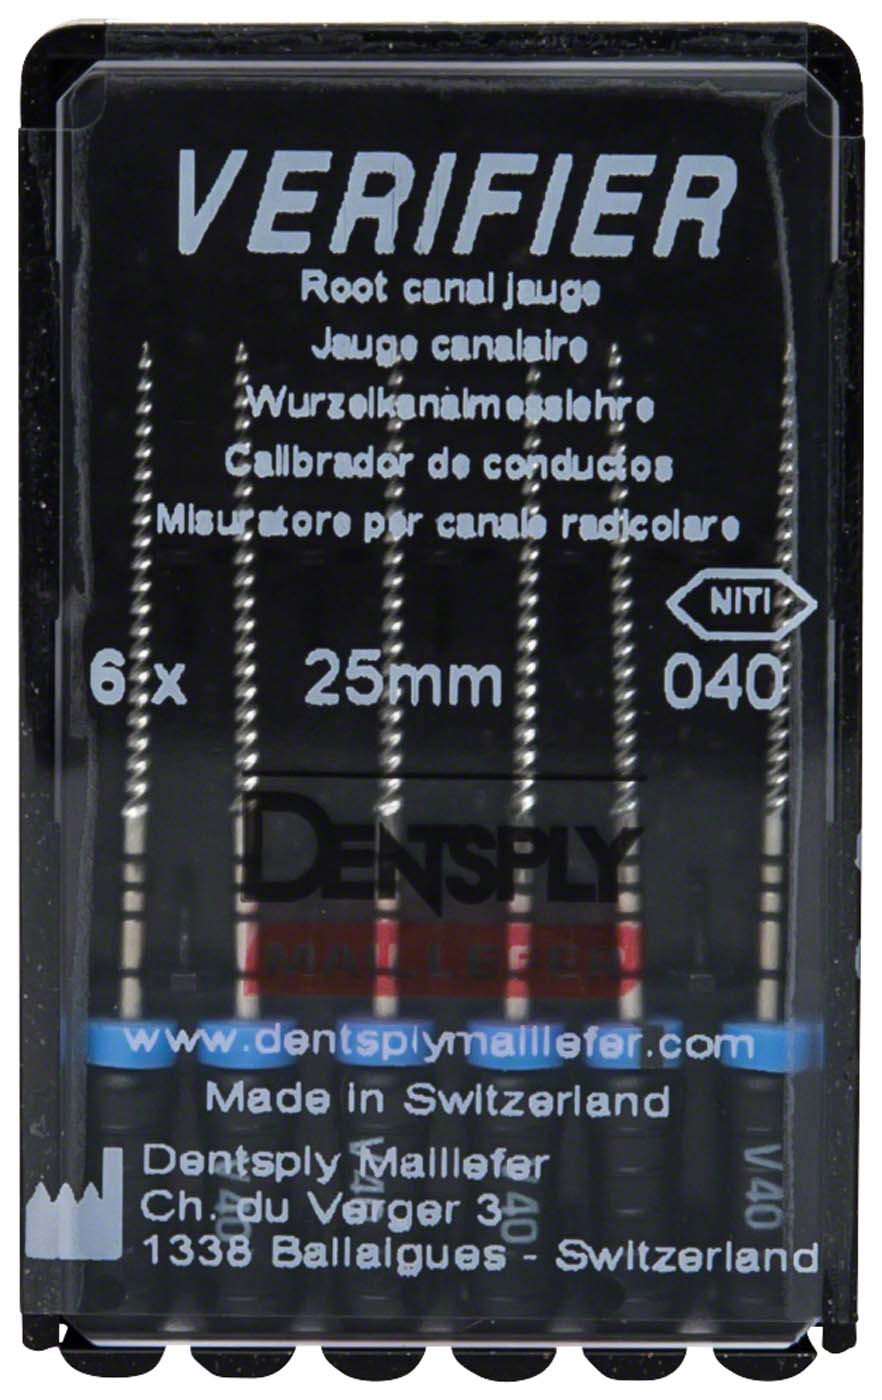 VERIFIER
Root canal jauge
Jauge canalaire
Wurzelkanalmesslehre
Calibrador de conductos
Misuratore per canale radicolare
NITI
6 x 25mm 040
DENTSPLY
MAILLEFER
www.dentsplymaillefer.com
Made in Switzerland
Dentsply Maillefer
Ch. du Verger 3
1338 Ballaigues - Switzerland
V40
V40
V40
V40